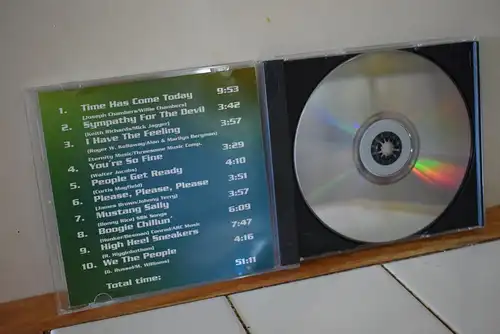 1. Time Has Come Today 9:53
(Joseph Chambers/Willie Chambers)
2. Sympathy For The Devil 3:42
(Keith Richards/Mick Jagger)
3. I Have The Feeling 3:57
(Roger W. Kellaway/Alan & Marilyn Bergman)
Eternity Music/Threesome Music Comp.
4. You're So Fine 3:29
(Walter Jacobs)
5. People Get Ready 4:10
(Curtis Mayfield)
6. Please, Please, Please 3:51
(James Brown/Johnny Terry)
7. Mustang Sally 3:57
(Bonny Rice) SBK Songs
8. Boogie Chillun' 6:09
(Hooker/Besman) Conrad/ARC Music
9. High Heel Sneakers 7:47
(R. Higginbotham)
10. We The People 4:16
(G. Russel/M. Williams)
Total time: 51:11